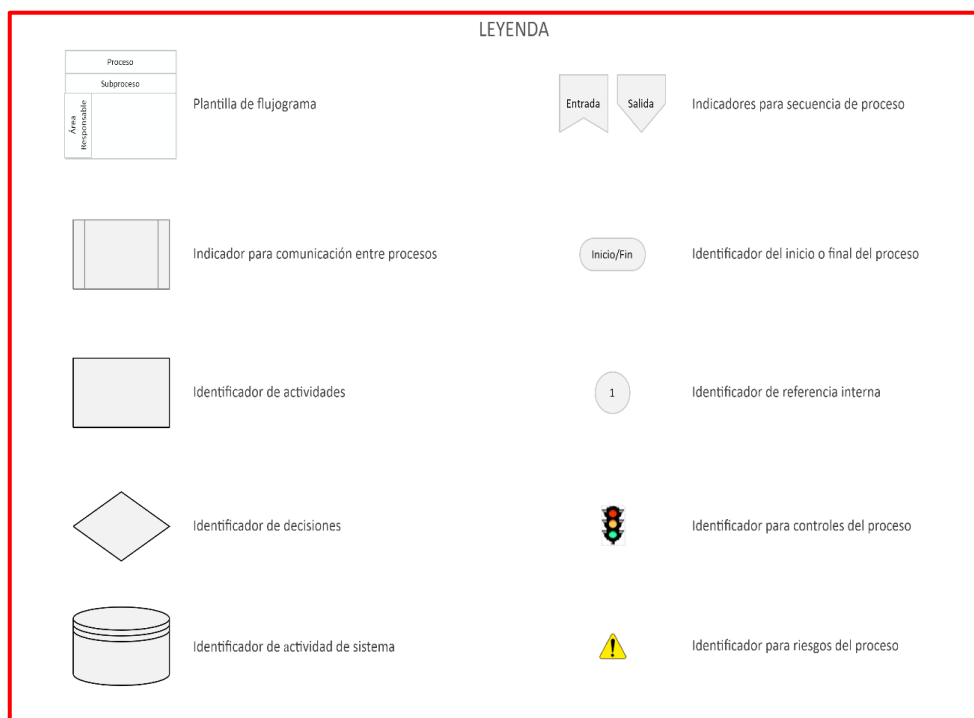 LEYENDA
Proceso
Subproceso
Área
Responsable
Plantilla de flujograma
Entrada
Salida
Indicadores para secuencia de proceso
Indicador para comunicación entre procesos
Inicio/Fin
Identificador del inicio o final del proceso
Identificador de actividades
1
Identificador de referencia interna
Identificador de decisiones
Identificador para controles del proceso
Identificador de actividad de sistema
Identificador para riesgos del proceso